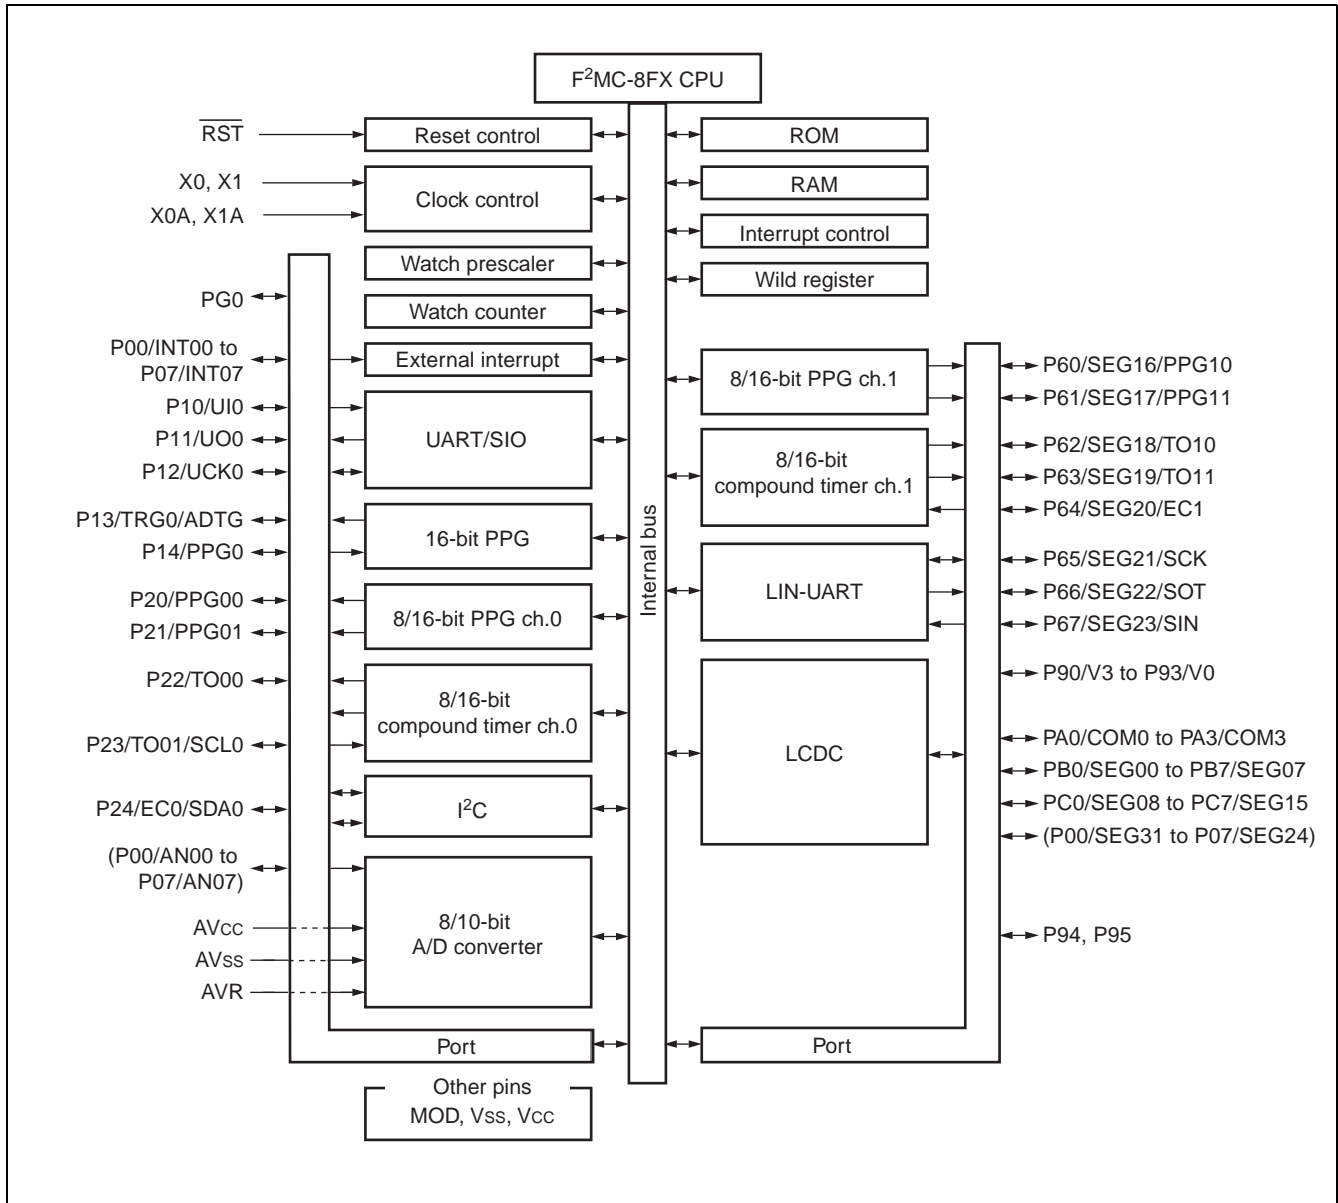 F²MC-8FX CPU
RST
Reset control
ROM
X0, X1
X0A, X1A
Clock control
RAM
Interrupt control
Watch prescaler
Wild register
PG0
Watch counter
P00/INT00 to
P07/INT07
External interrupt
8/16-bit PPG ch.1
P60/SEG16/PPG10
P61/SEG17/PPG11
P10/UI0
P11/UO0
P12/UCK0
UART/SIO
8/16-bit
compound timer ch.1
P62/SEG18/TO10
P63/SEG19/TO11
P64/SEG20/EC1
P13/TRG0/ADTG
P14/PPG0
16-bit PPG
Internal bus
LIN-UART
P65/SEG21/SCK
P66/SEG22/SOT
P67/SEG23/SIN
P20/PPG00
P21/PPG01
8/16-bit PPG ch.0
P22/TO00
P23/TO01/SCL0
8/16-bit
compound timer ch.0
LCDC
P90/V3 to P93/V0
PA0/COM0 to PA3/COM3
PB0/SEG00 to PB7/SEG07
PC0/SEG08 to PC7/SEG15
(P00/SEG31 to P07/SEG24)
P24/EC0/SDA0
I²C
(P00/AN00 to
P07/AN07)
AVCC
AVSS
AVR
8/10-bit
A/D converter
P94, P95
Port
Port
Other pins
MOD, VSS, VCC